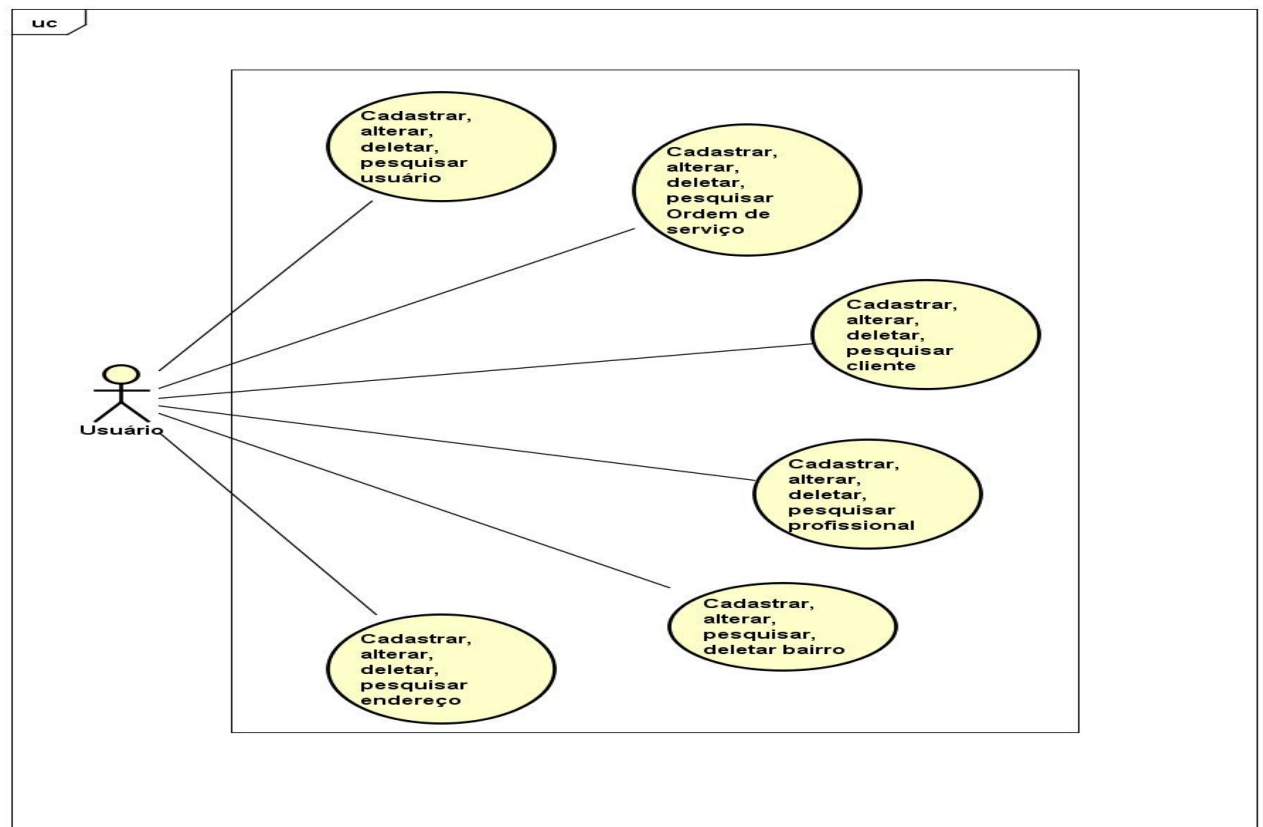 uc
Cadastrar,
alterar,
deletar,
pesquisar
usuário
Cadastrar,
alterar,
deletar,
pesquisar
Ordem de
serviço
Cadastrar,
alterar,
deletar,
pesquisar
cliente
Usuário
Cadastrar,
alterar,
deletar,
pesquisar
profissional
Cadastrar,
alterar,
pesquisar,
deletar bairro
Cadastrar,
alterar,
deletar,
pesquisar
endereço